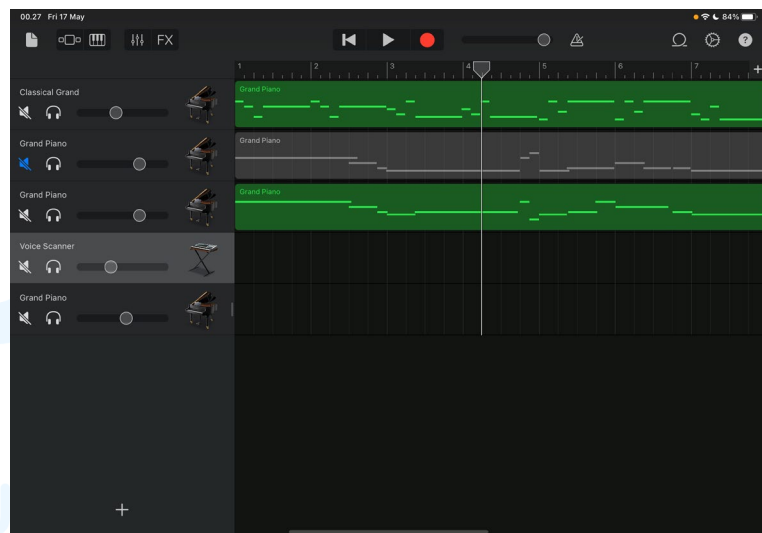 00.27 Fri 17 May
84%
FX
?
1 2 3 4 5 6 7 +
Classical Grand
Grand Piano
Grand Piano
Grand Piano
Grand Piano
Grand Piano
Voice Scanner
Grand Piano
+